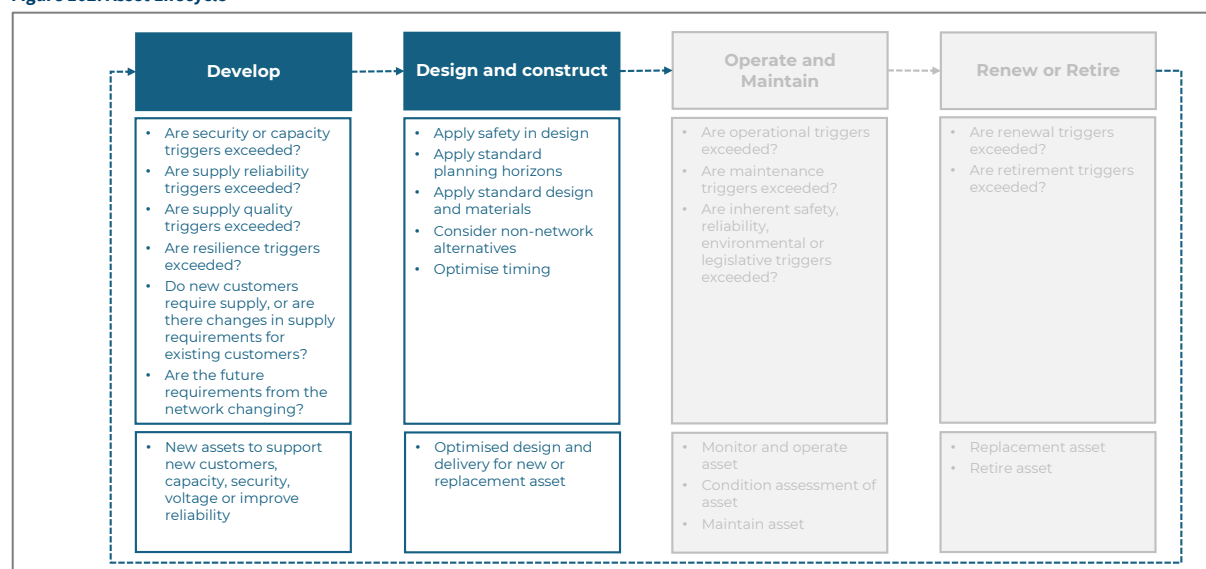 Develop
Design and construct
Operate and
Maintain
Renew or Retire
• Are security or capacity
triggers exceeded?
• Are supply reliability
triggers exceeded?
• Are supply quality
triggers exceeded?
• Are resilience triggers
exceeded?
• Do new customers
require supply, or are
there changes in supply
requirements for
existing customers?
• Are the future
requirements from the
network changing?
• Apply safety in design
• Apply standard
planning horizons
• Apply standard design
and materials
• Consider non-network
alternatives
• Optimise timing
• Are operational triggers
exceeded?
• Are maintenance
triggers exceeded?
• Are inherent safety,
reliability,
environmental or
legislative triggers
exceeded?
• Are renewal triggers
exceeded?
• Are retirement triggers
exceeded?
• New assets to support
new customers,
capacity, security,
voltage or improve
reliability
• Optimised design and
delivery for new or
replacement asset
• Monitor and operate
asset
• Condition assessment of
asset
• Maintain asset
• Replacement asset
• Retire asset